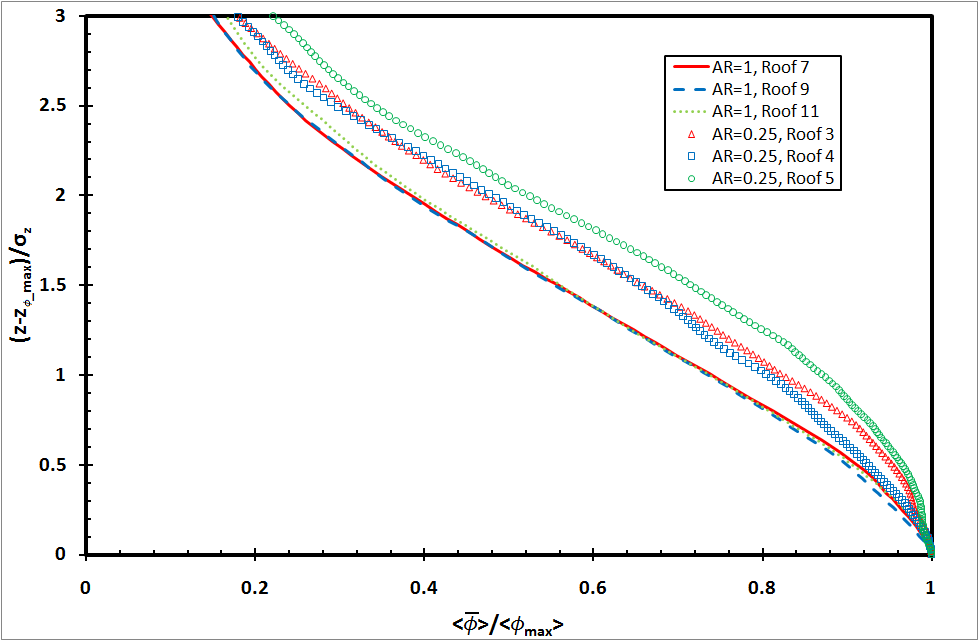 3
2.5
2
1.5
1
0.5
0
(z-z𝜙_max)/σz
AR=1, Roof 7
AR=1, Roof 9
AR=1, Roof 11
AR=0.25, Roof 3
AR=0.25, Roof 4
AR=0.25, Roof 5
0 0.2 0.4 0.6 0.8 1
<𝜙̅>/<𝜙max>